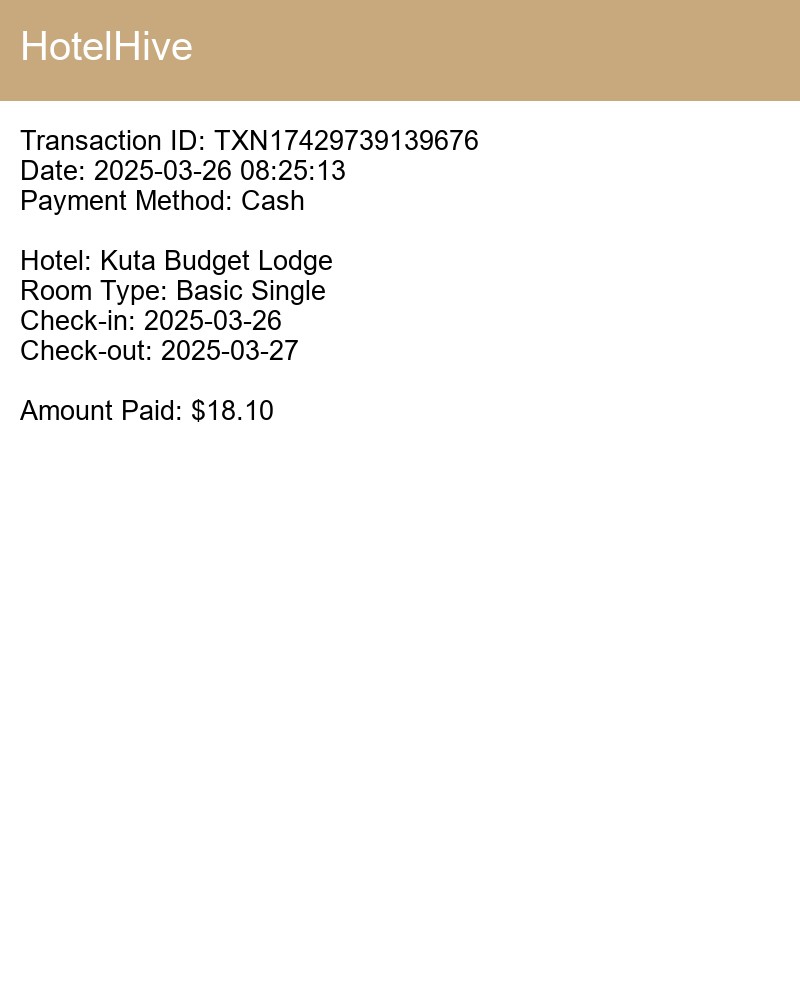 HotelHive
Transaction ID: TXN17429739139676
Date: 2025-03-26 08:25:13
Payment Method: Cash
Hotel: Kuta Budget Lodge
Room Type: Basic Single
Check-in: 2025-03-26
Check-out: 2025-03-27
Amount Paid: $18.10